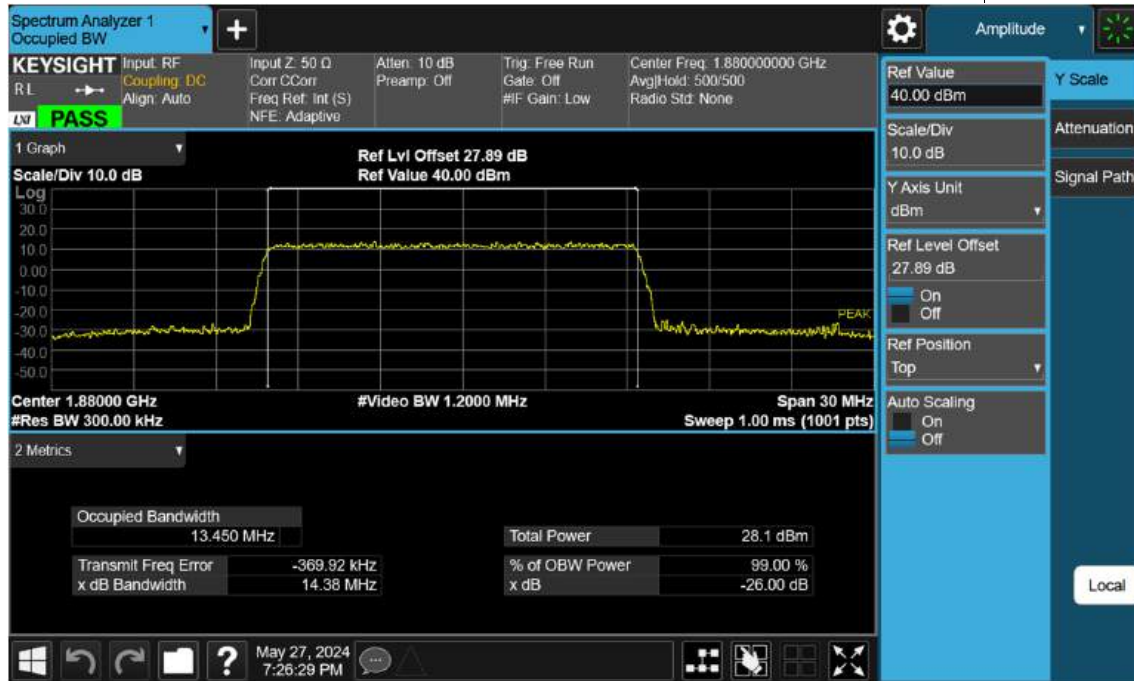 Spectrum Analyzer 1
Occupied BW
+
Amplitude
KEYSIGHT
RL
LXI PASS
Input: RF
Coupling: DC
Align: Auto
Input Z: 50 Ω
Corr CCorr
Freq Ref: Int (S)
NFE: Adaptive
Atten: 10 dB
Preamp: Off
Trig: Free Run
Gate: Off
#IF Gain: Low
Center Freq: 1.880000000 GHz
Avg|Hold: 500/500
Radio Std: None
1 Graph
Scale/Div 10.0 dB
Ref Lvl Offset 27.89 dB
Ref Value 40.00 dBm
Log
30.0
20.0
10.0
0.00
-10.0
-20.0
-30.0
-40.0
-50.0
PEAK
Center 1.88000 GHz
#Video BW 1.2000 MHz
Span 30 MHz
#Res BW 300.00 kHz
Sweep 1.00 ms (1001 pts)
2 Metrics
Occupied Bandwidth
13.450 MHz
Total Power 28.1 dBm
Transmit Freq Error -369.92 kHz
% of OBW Power 99.00 %
x dB Bandwidth 14.38 MHz
x dB -26.00 dB
Ref Value
40.00 dBm
Scale/Div
10.0 dB
Y Axis Unit
dBm
Ref Level Offset
27.89 dB
On
Off
Ref Position
Top
Auto Scaling
On
Off
Y Scale
Attenuation
Signal Path
Local
?
May 27, 2024
7:26:29 PM